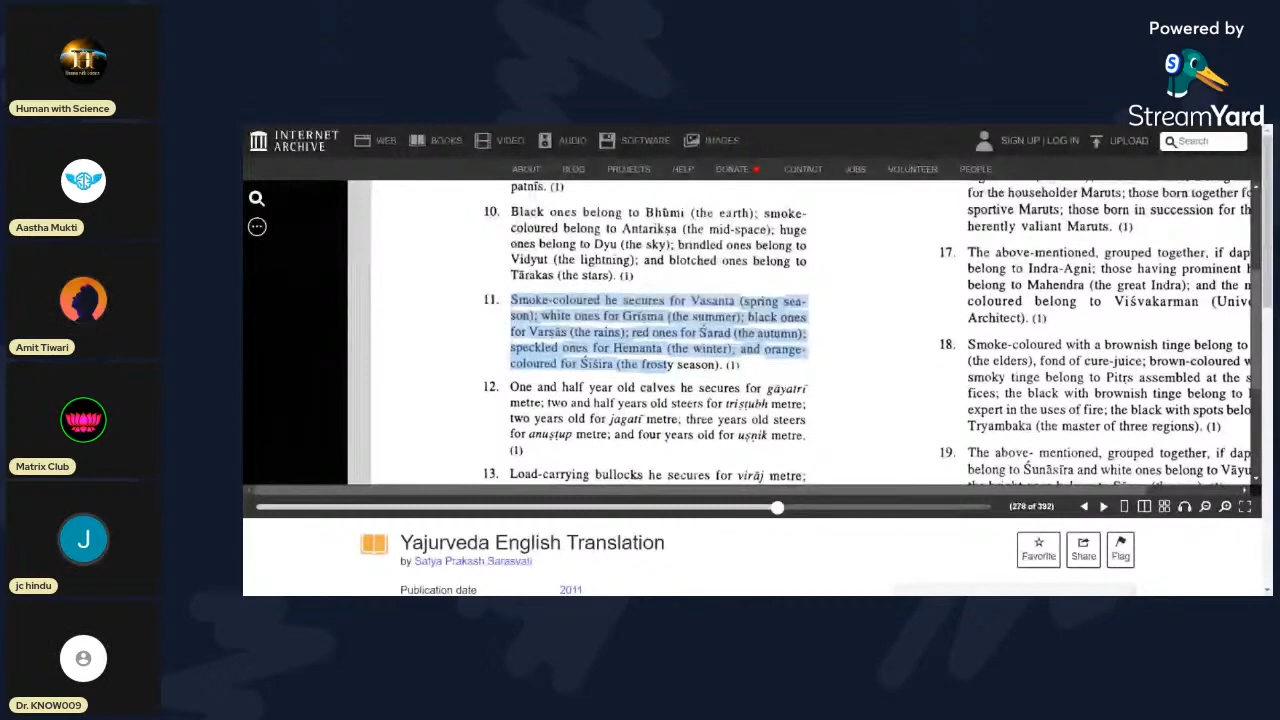 Powered by
StreamYard
Human with Science
Aastha Mukti
Amit Tiwari
Matrix Club
J
jc hindu
Dr. KNOW009
INTERNET
ARCHIVE
WEB BOOKS VIDEO AUDIO SOFTWARE IMAGES
SIGN UP | LOG IN UPLOAD Search
ABOUT BLOG PROJECTS HELP DONATE CONTACT JOBS VOLUNTEER PEOPLE
patnīs. (1)
10. Black ones belong to Bhūmi (the earth); smoke-
coloured belong to Antarikṣa (the mid-space); huge
ones belong to Dyu (the sky); brindled ones belong to
Vidyut (the lightning); and blotched ones belong to
Tārakas (the stars). (1)
11. Smoke-coloured he secures for Vasanta (spring sea-
son); white ones for Grīsma (the summer); black ones
for Varsās (the rains); red ones for Śarad (the autumn);
speckled ones for Hemanta (the winter); and orange-
coloured for Śiśira (the frosty season). (1)
12. One and half year old calves he secures for gāyatrī
metre; two and half years old steers for triṣṭubh metre;
two years old for jagatī metre; three years old steers
for anuṣṭup metre; and four years old for uṣnik metre.
(1)
13. Load-carrying bullocks he secures for virāj metre;
for the householder Maruts; those born together fo
sportive Maruts; those born in succession for th
herently valiant Maruts. (1)
17. The above-mentioned, grouped together, if dap
belong to Indra-Agni; those having prominent h
belong to Mahendra (the great Indra); and the m
coloured belong to Viśvakarman (Unive
Architect). (1)
18. Smoke-coloured with a brownish tinge belong to
(the elders), fond of cure-juice; brown-coloured w
smoky tinge belong to Pitṛs assembled at the s
fices; the black with brownish tinge belong to
expert in the uses of fire; the black with spots belo
Tryambaka (the master of three regions). (1)
19. The above- mentioned, grouped together, if dap
belong to Śunāsīra and white ones belong to Vāyu
(278 of 392)
Yajurveda English Translation
by Satya Prakash Sarasvati
Favorite Share Flag
Publication date 2011